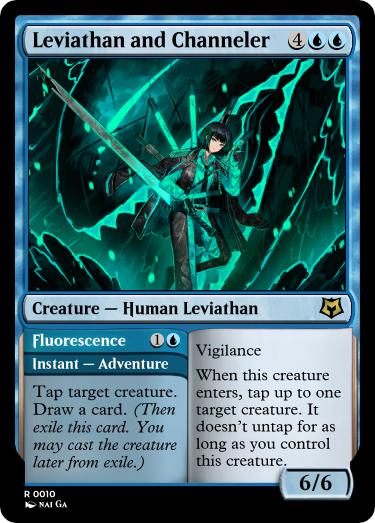 Leviathan and Channeler 4
Creature — Human Leviathan
Fluorescence 1
Instant — Adventure
Tap target creature.
Draw a card. (Then
exile this card. You
may cast the creature
later from exile.)
Vigilance
When this creature
enters, tap up to one
target creature. It
doesn't untap for as
long as you control
this creature.
6/6
R 0010
NAI GA